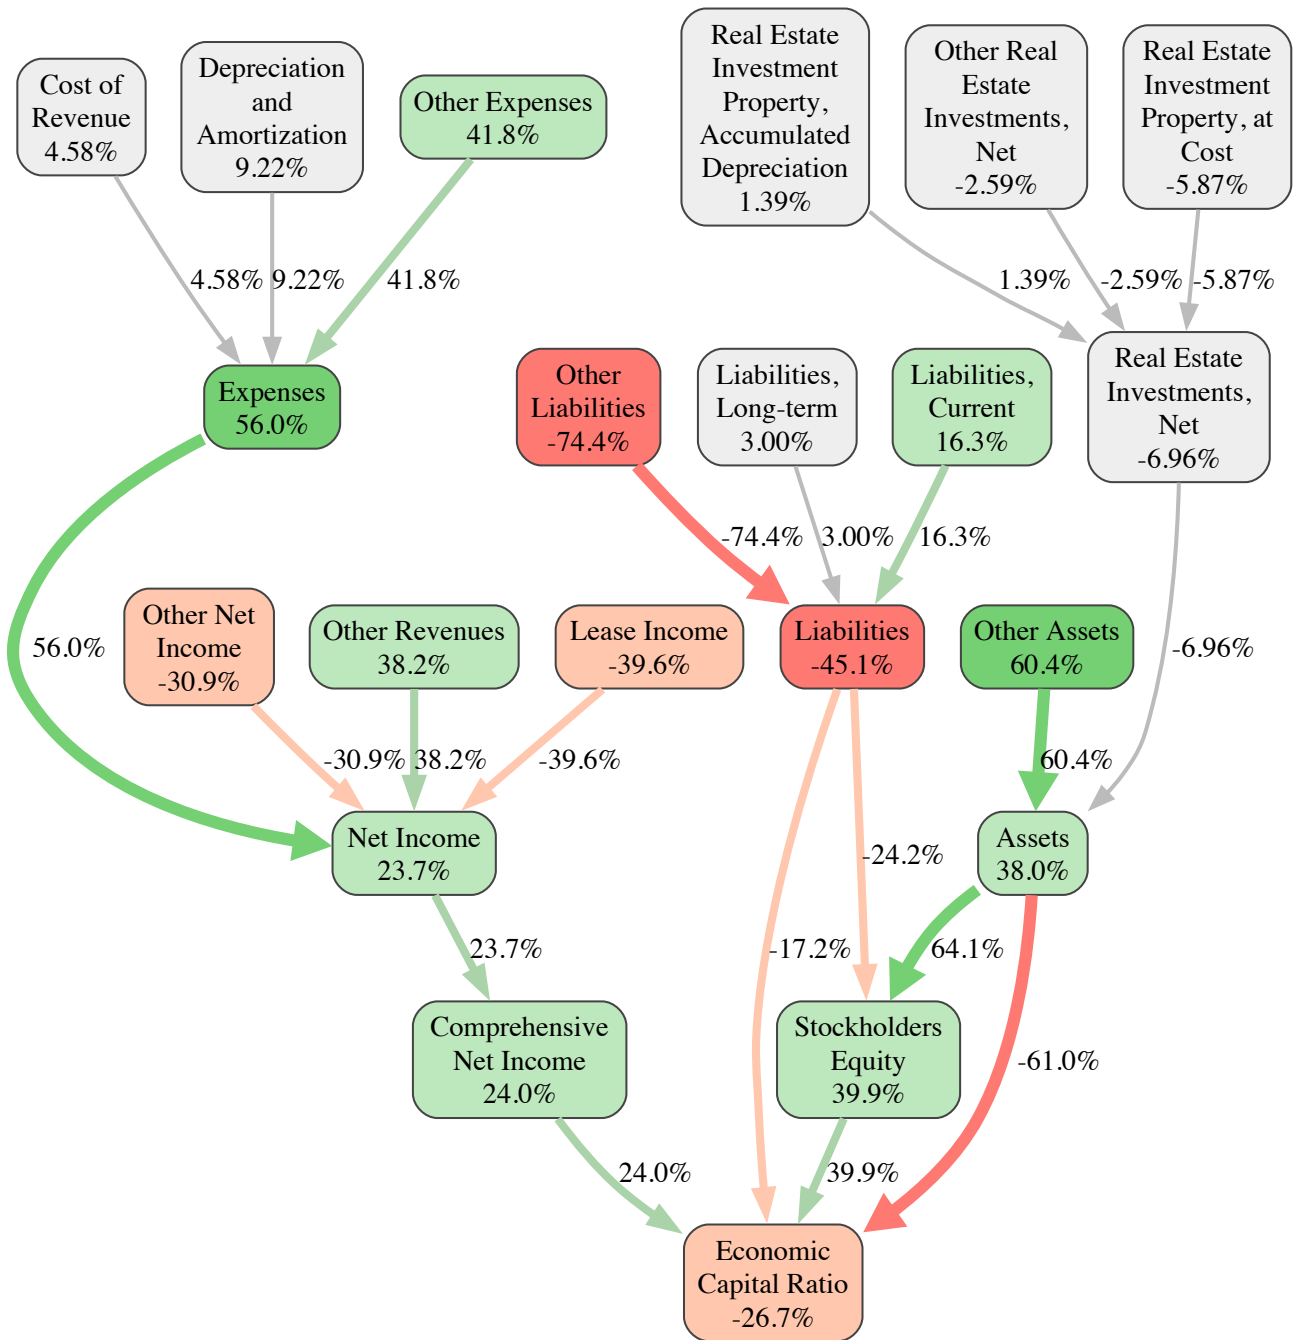 Cost of
Revenue
4.58%
Depreciation
and
Amortization
9.22%
Other Expenses
41.8%
Real Estate
Investment
Property,
Accumulated
Depreciation
1.39%
Other Real
Estate
Investments,
Net
-2.59%
Real Estate
Investment
Property, at
Cost
-5.87%
4.58%
9.22%
41.8%
1.39%
-2.59%
-5.87%
Expenses
56.0%
Other
Liabilities
-74.4%
Liabilities,
Long-term
3.00%
Liabilities,
Current
16.3%
Real Estate
Investments,
Net
-6.96%
-74.4%
3.00%
16.3%
56.0%
Other Net
Income
-30.9%
Other Revenues
38.2%
Lease Income
-39.6%
Liabilities
-45.1%
Other Assets
60.4%
-6.96%
-30.9%
38.2%
-39.6%
60.4%
Net Income
23.7%
-24.2%
Assets
38.0%
23.7%
-17.2%
64.1%
Comprehensive
Net Income
24.0%
Stockholders
Equity
39.9%
-61.0%
24.0%
39.9%
Economic
Capital Ratio
-26.7%